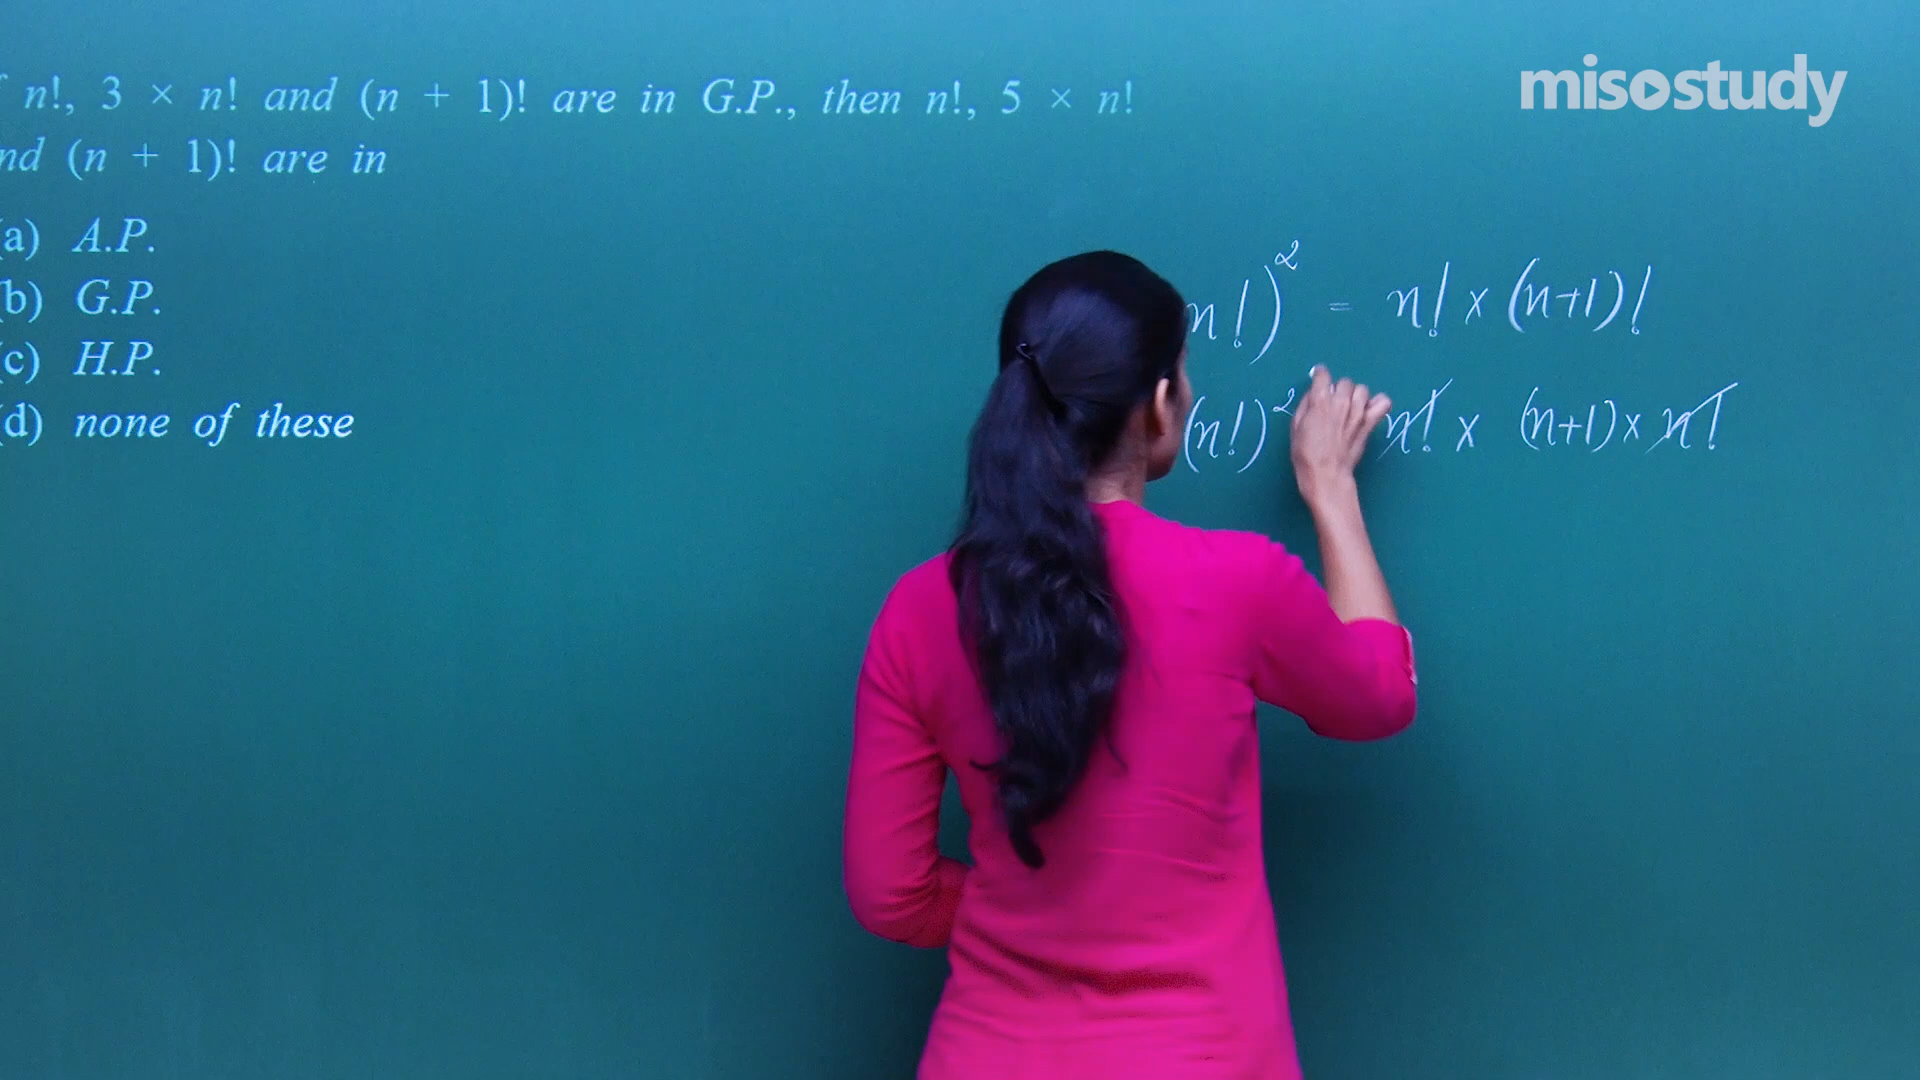 n!, 3 × n! and (n + 1)! are in G.P., then n!, 5 × n!
nd (n + 1)! are in
(a) A.P.
(b) G.P.
(c) H.P.
(d) none of these
misostudy
n!)² = n! × (n+1)!
(n!)² n! × (n+1) × n!